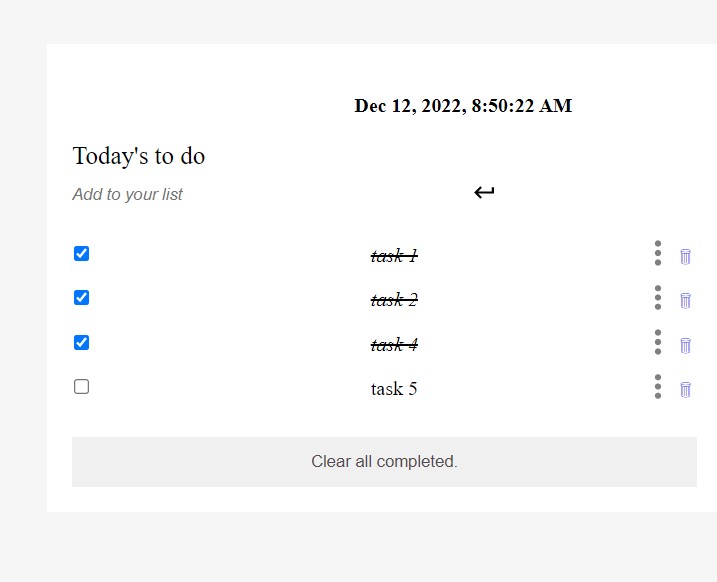 Dec 12, 2022, 8:50:22 AM
Today's to do
Add to your list
task 1
task 2
task 4
task 5
Clear all completed.